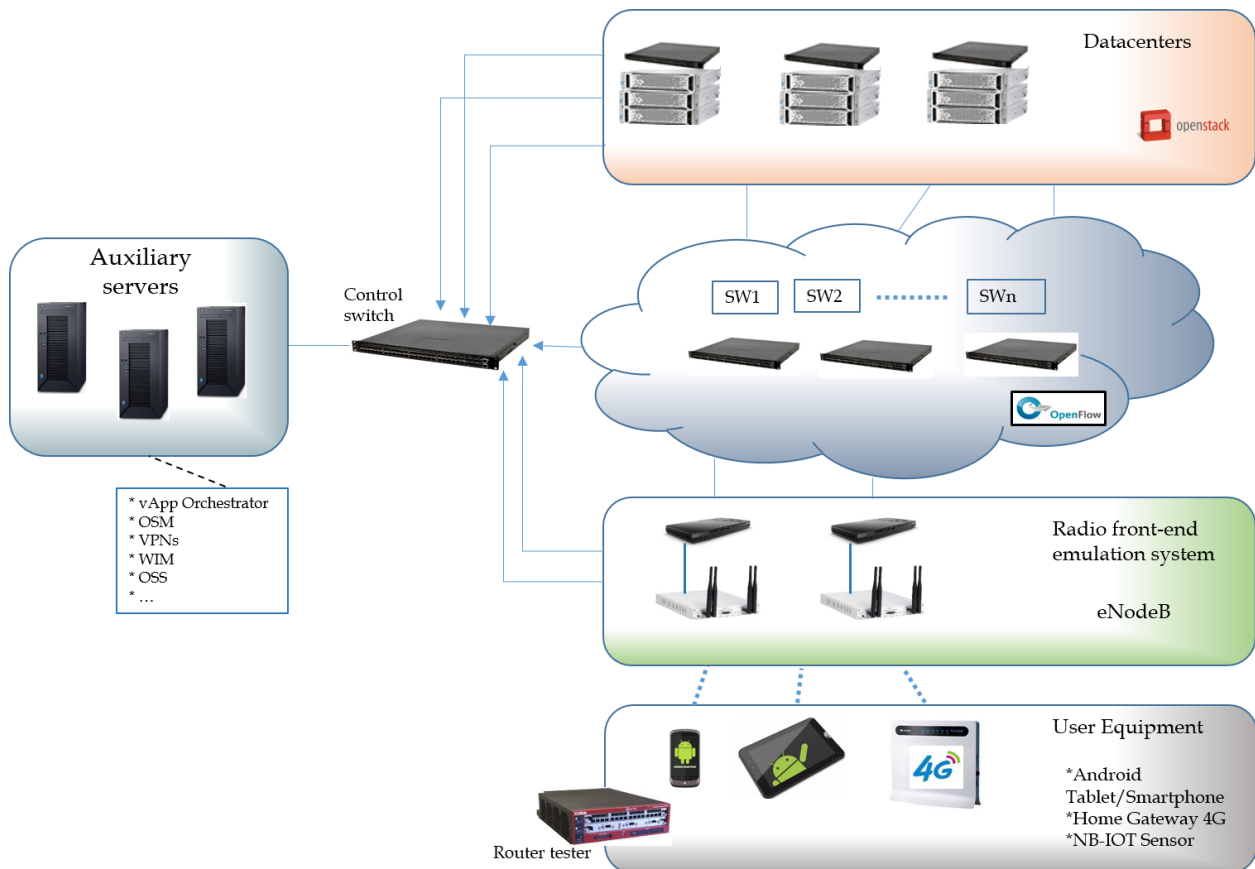 Datacenters
openstack
Auxiliary
servers
Control
switch
SW1
SW2
SWn
OpenFlow
* vApp Orchestrator
* OSM
* VPNs
* WIM
* OSS
* …
Radio front-end
emulation system
eNodeB
User Equipment
4G
*Android
Tablet/Smartphone
*Home Gateway 4G
*NB-IOT Sensor
Router tester